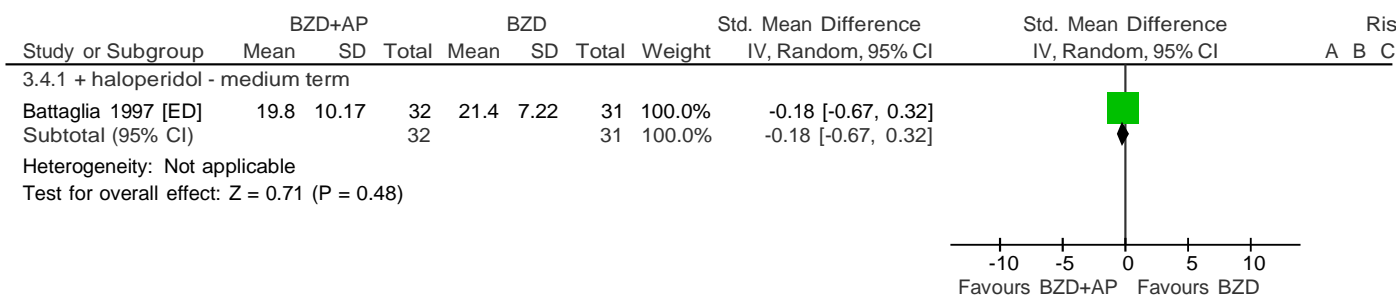 BZD+AP BZD Std. Mean Difference Std. Mean Difference Ris
Study or Subgroup Mean SD Total Mean SD Total Weight IV, Random, 95% CI IV, Random, 95% CI A B C
3.4.1 + haloperidol - medium term
Battaglia 1997 [ED] 19.8 10.17 32 21.4 7.22 31 100.0% -0.18 [-0.67, 0.32]
Subtotal (95% CI) 32 31 100.0% -0.18 [-0.67, 0.32]
Heterogeneity: Not applicable
Test for overall effect: Z = 0.71 (P = 0.48)
-10 -5 0 5 10
Favours BZD+AP Favours BZD